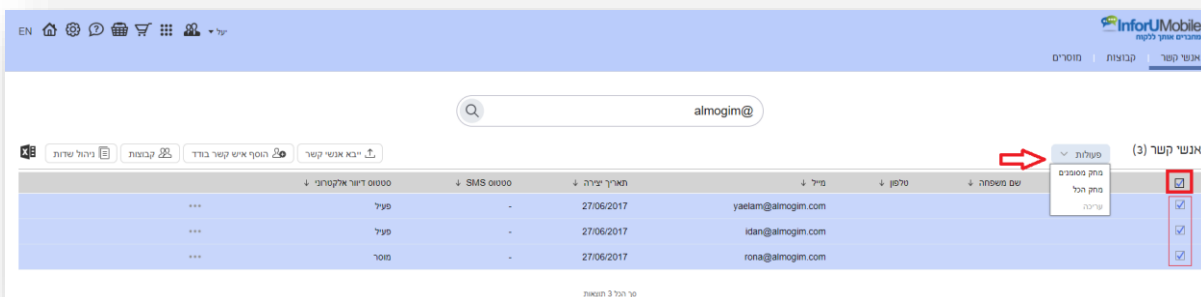 InforUMobile
מחברים אותך ללקוח
יעל
EN
אנשי קשר | קבוצות | מוסרים
@almogim
אנשי קשר (3)
פעולות
ייבא אנשי קשר
הוסף איש קשר בודד
קבוצות
ניהול שדות
מחק מסומנים
מחק הכל
עריכה
שם משפחה ↓ טלפון ↓ מייל ↓ תאריך יצירה ↓ סטטוס SMS ↓ סטטוס דיוור אלקטרוני ↓
yaelam@almogim.com 27/06/2017 - פעיל
idan@almogim.com 27/06/2017 - פעיל
rona@almogim.com 27/06/2017 - מוסר
סך הכל 3 תוצאות